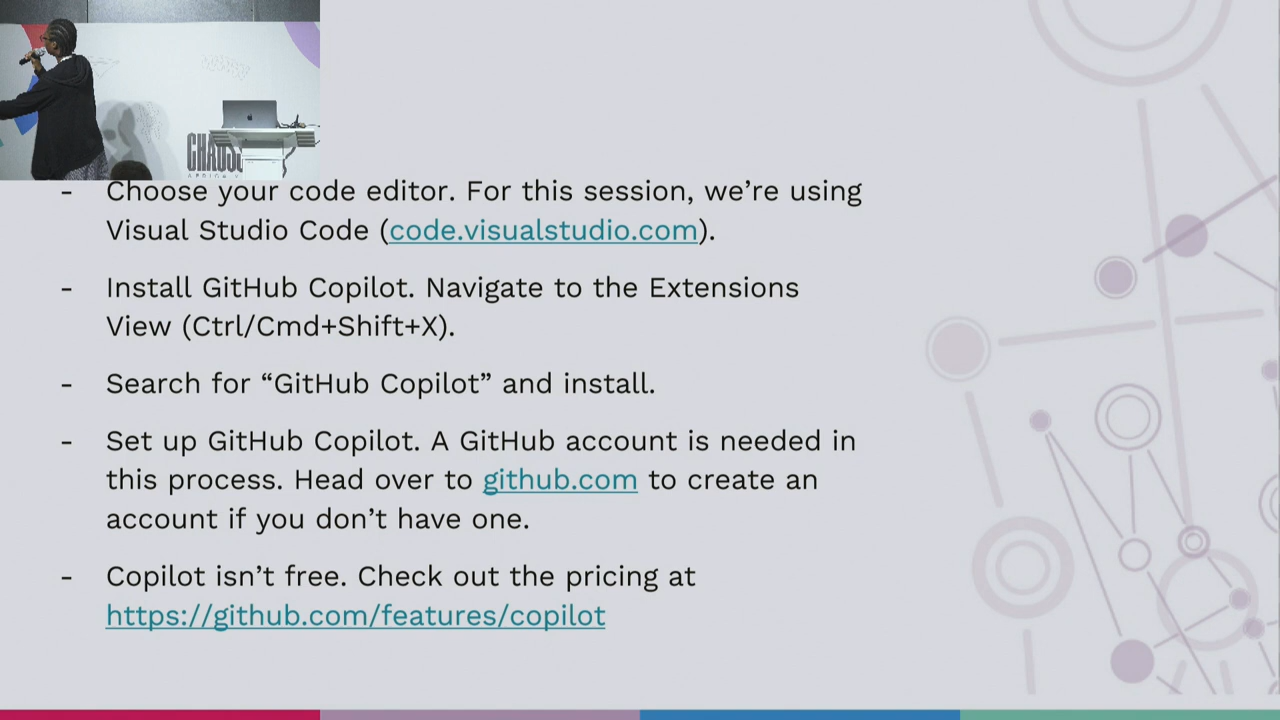 CHAOSS
- Choose your code editor. For this session, we’re using
Visual Studio Code (code.visualstudio.com).
- Install GitHub Copilot. Navigate to the Extensions
View (Ctrl/Cmd+Shift+X).
- Search for “GitHub Copilot” and install.
- Set up GitHub Copilot. A GitHub account is needed in
this process. Head over to github.com to create an
account if you don’t have one.
- Copilot isn’t free. Check out the pricing at
https://github.com/features/copilot